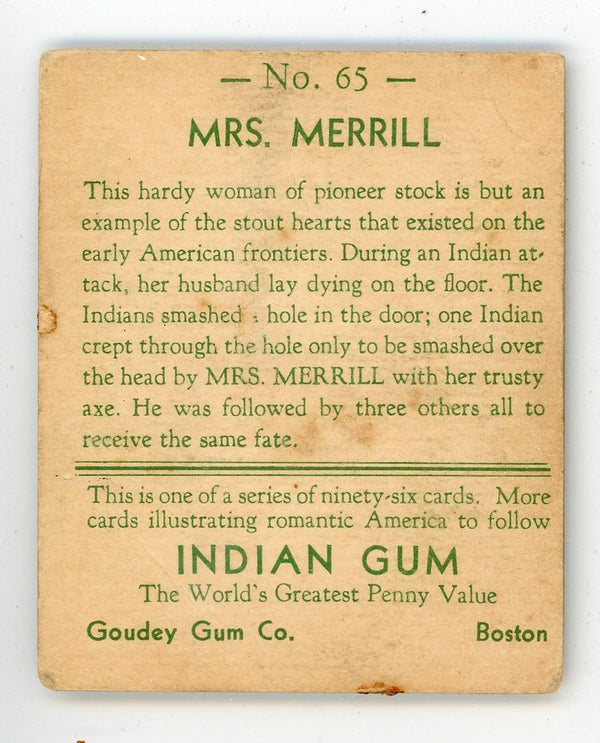 — No. 65 —
MRS. MERRILL
This hardy woman of pioneer stock is but an
example of the stout hearts that existed on the
early American frontiers. During an Indian at-
tack, her husband lay dying on the floor. The
Indians smashed a hole in the door; one Indian
crept through the hole only to be smashed over
the head by MRS. MERRILL with her trusty
axe. He was followed by three others all to
receive the same fate.
This is one of a series of ninety-six cards. More
cards illustrating romantic America to follow
INDIAN GUM
The World's Greatest Penny Value
Goudey Gum Co. Boston